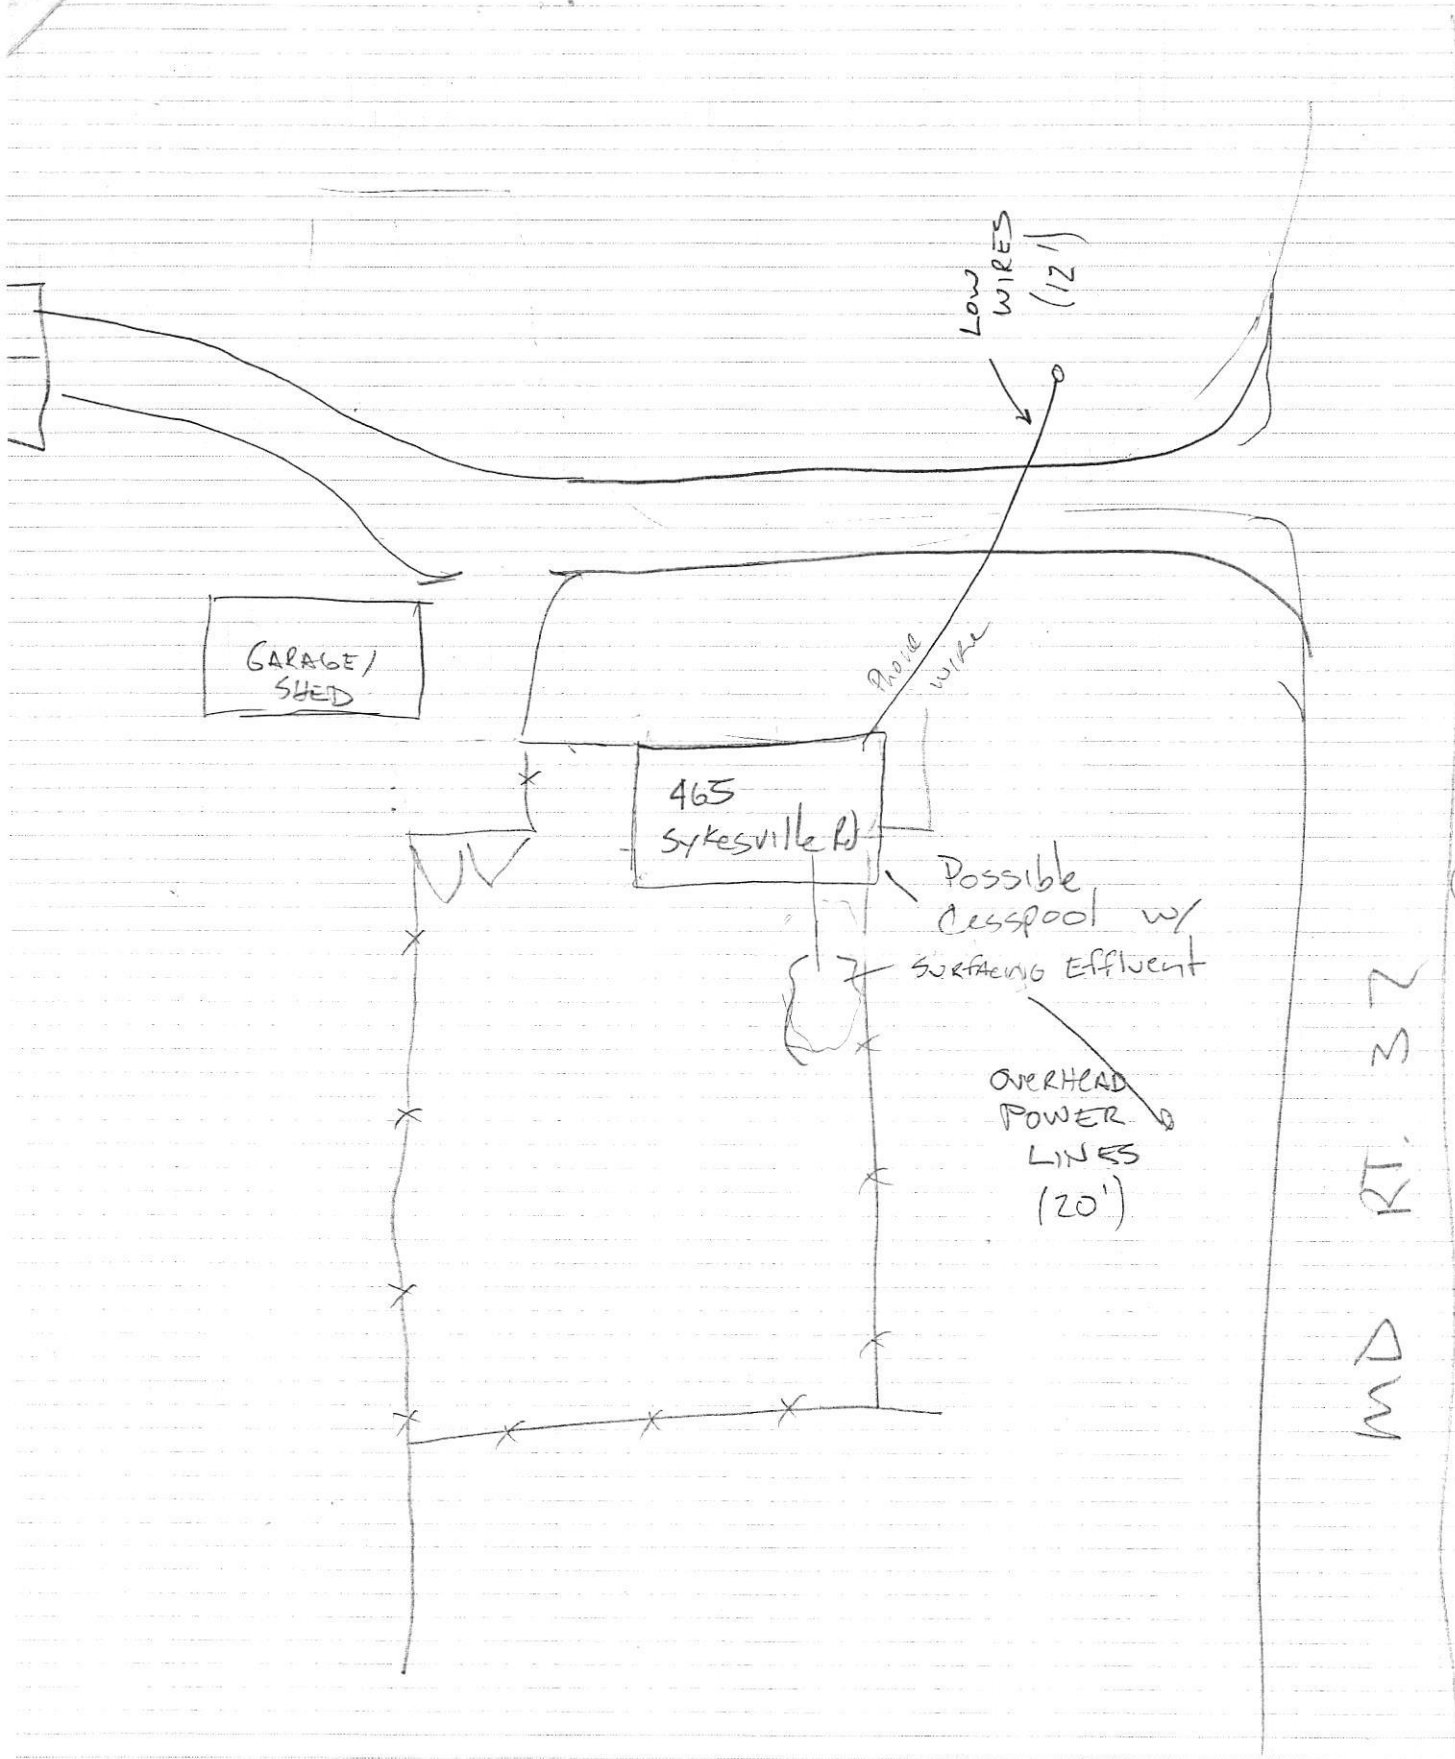 LOW
WIRES
(12')
Phone
wire
GARAGE/
SHED
465
Sykesville Rd
Possible
Cesspool w/
SURFACING Effluent
OVERHEAD
POWER
LINES
(20')
MD RT. 32